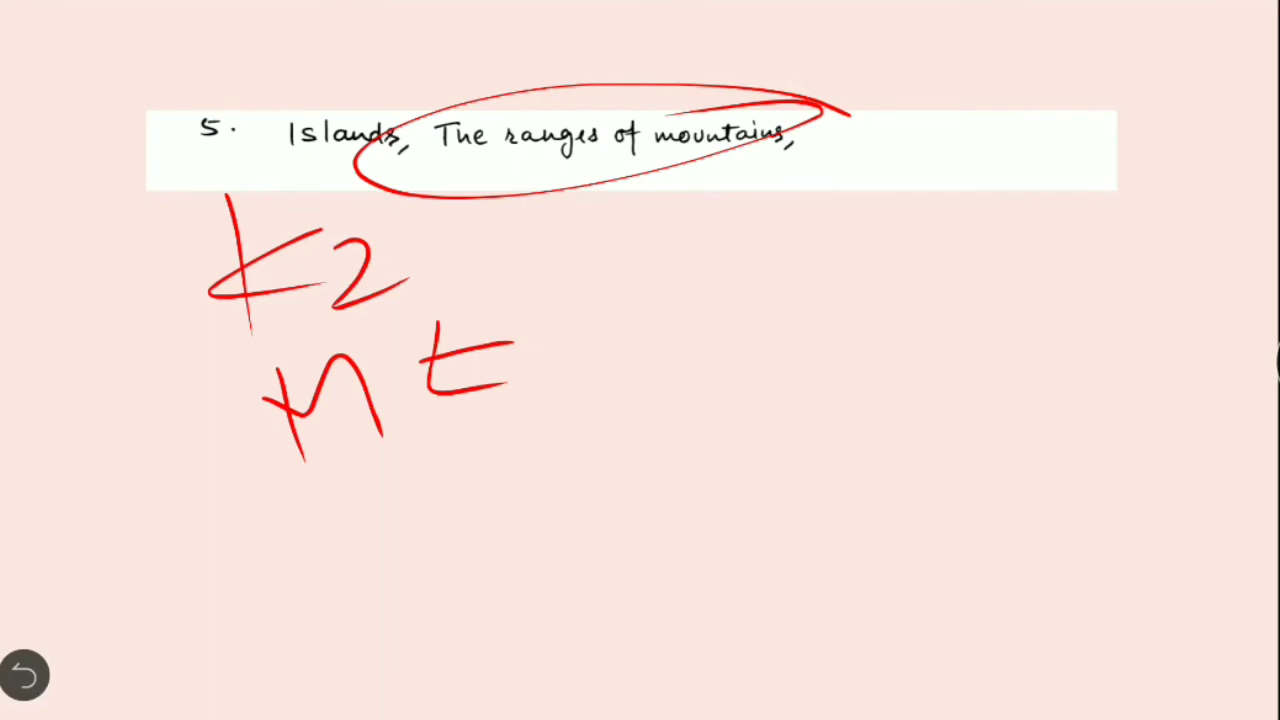 5. Islands, The ranges of mountains,
K2
Mt